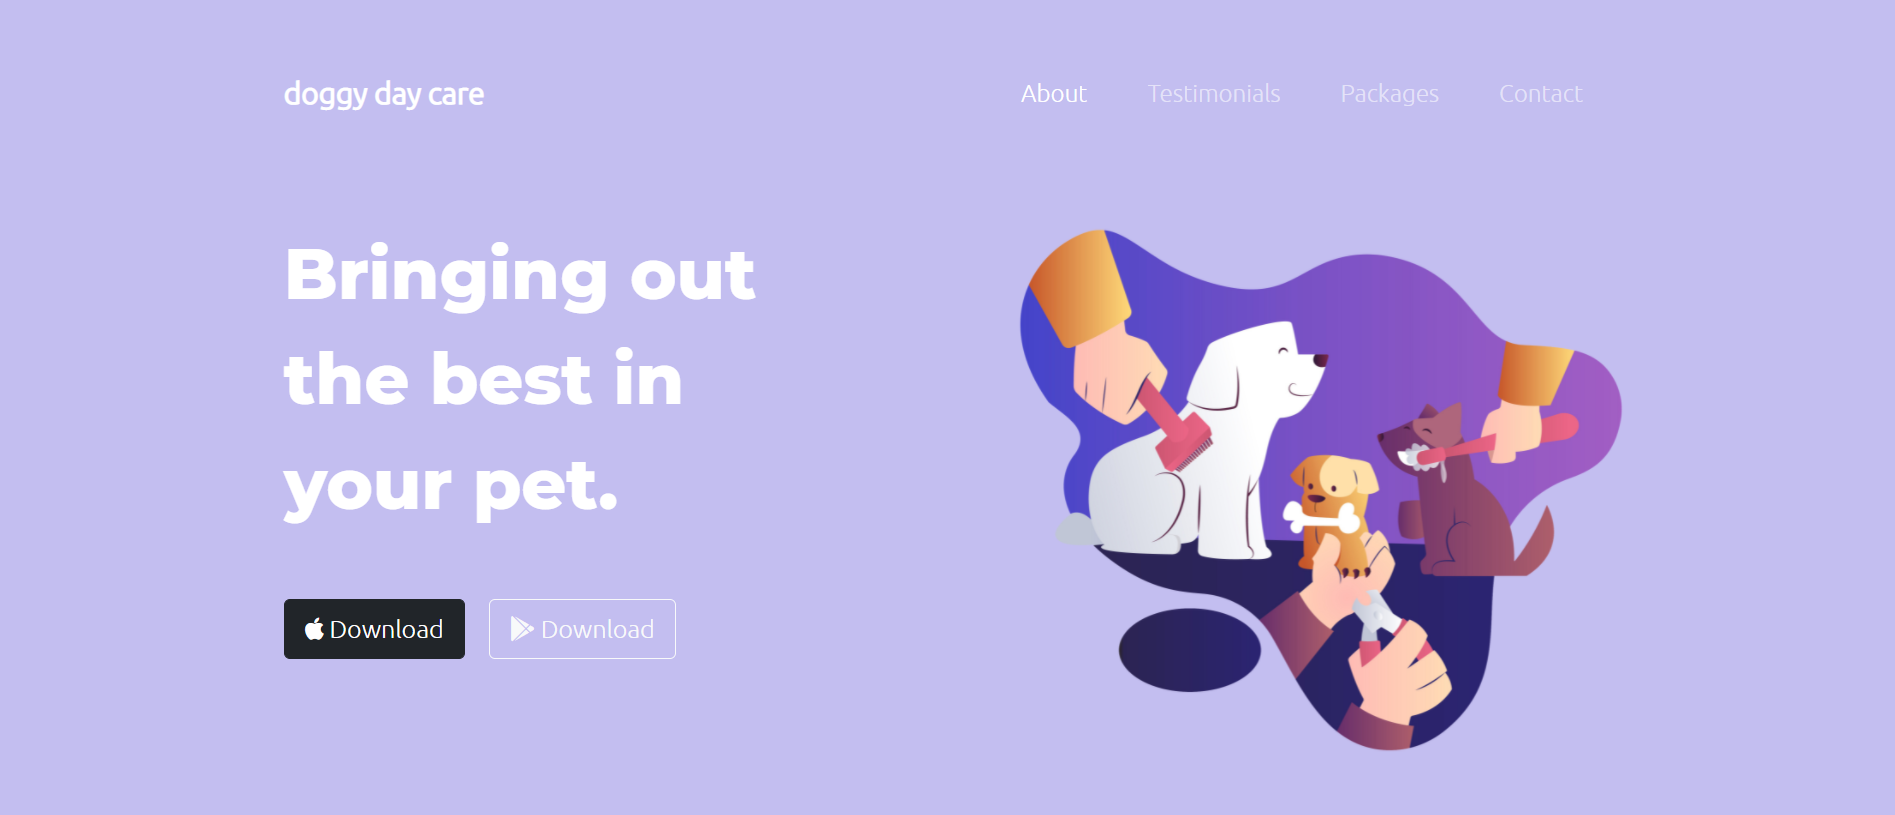 doggy day care
About Testimonials Packages Contact
Bringing out
the best in
your pet.
Download Download